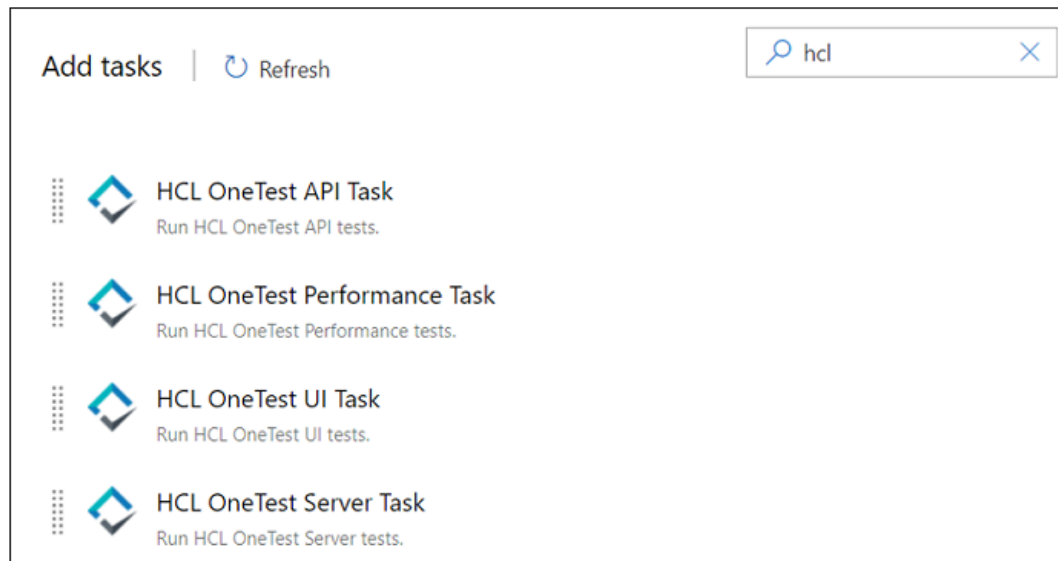 Add tasks
Refresh
hcl
HCL OneTest API Task
Run HCL OneTest API tests.
HCL OneTest Performance Task
Run HCL OneTest Performance tests.
HCL OneTest UI Task
Run HCL OneTest UI tests.
HCL OneTest Server Task
Run HCL OneTest Server tests.